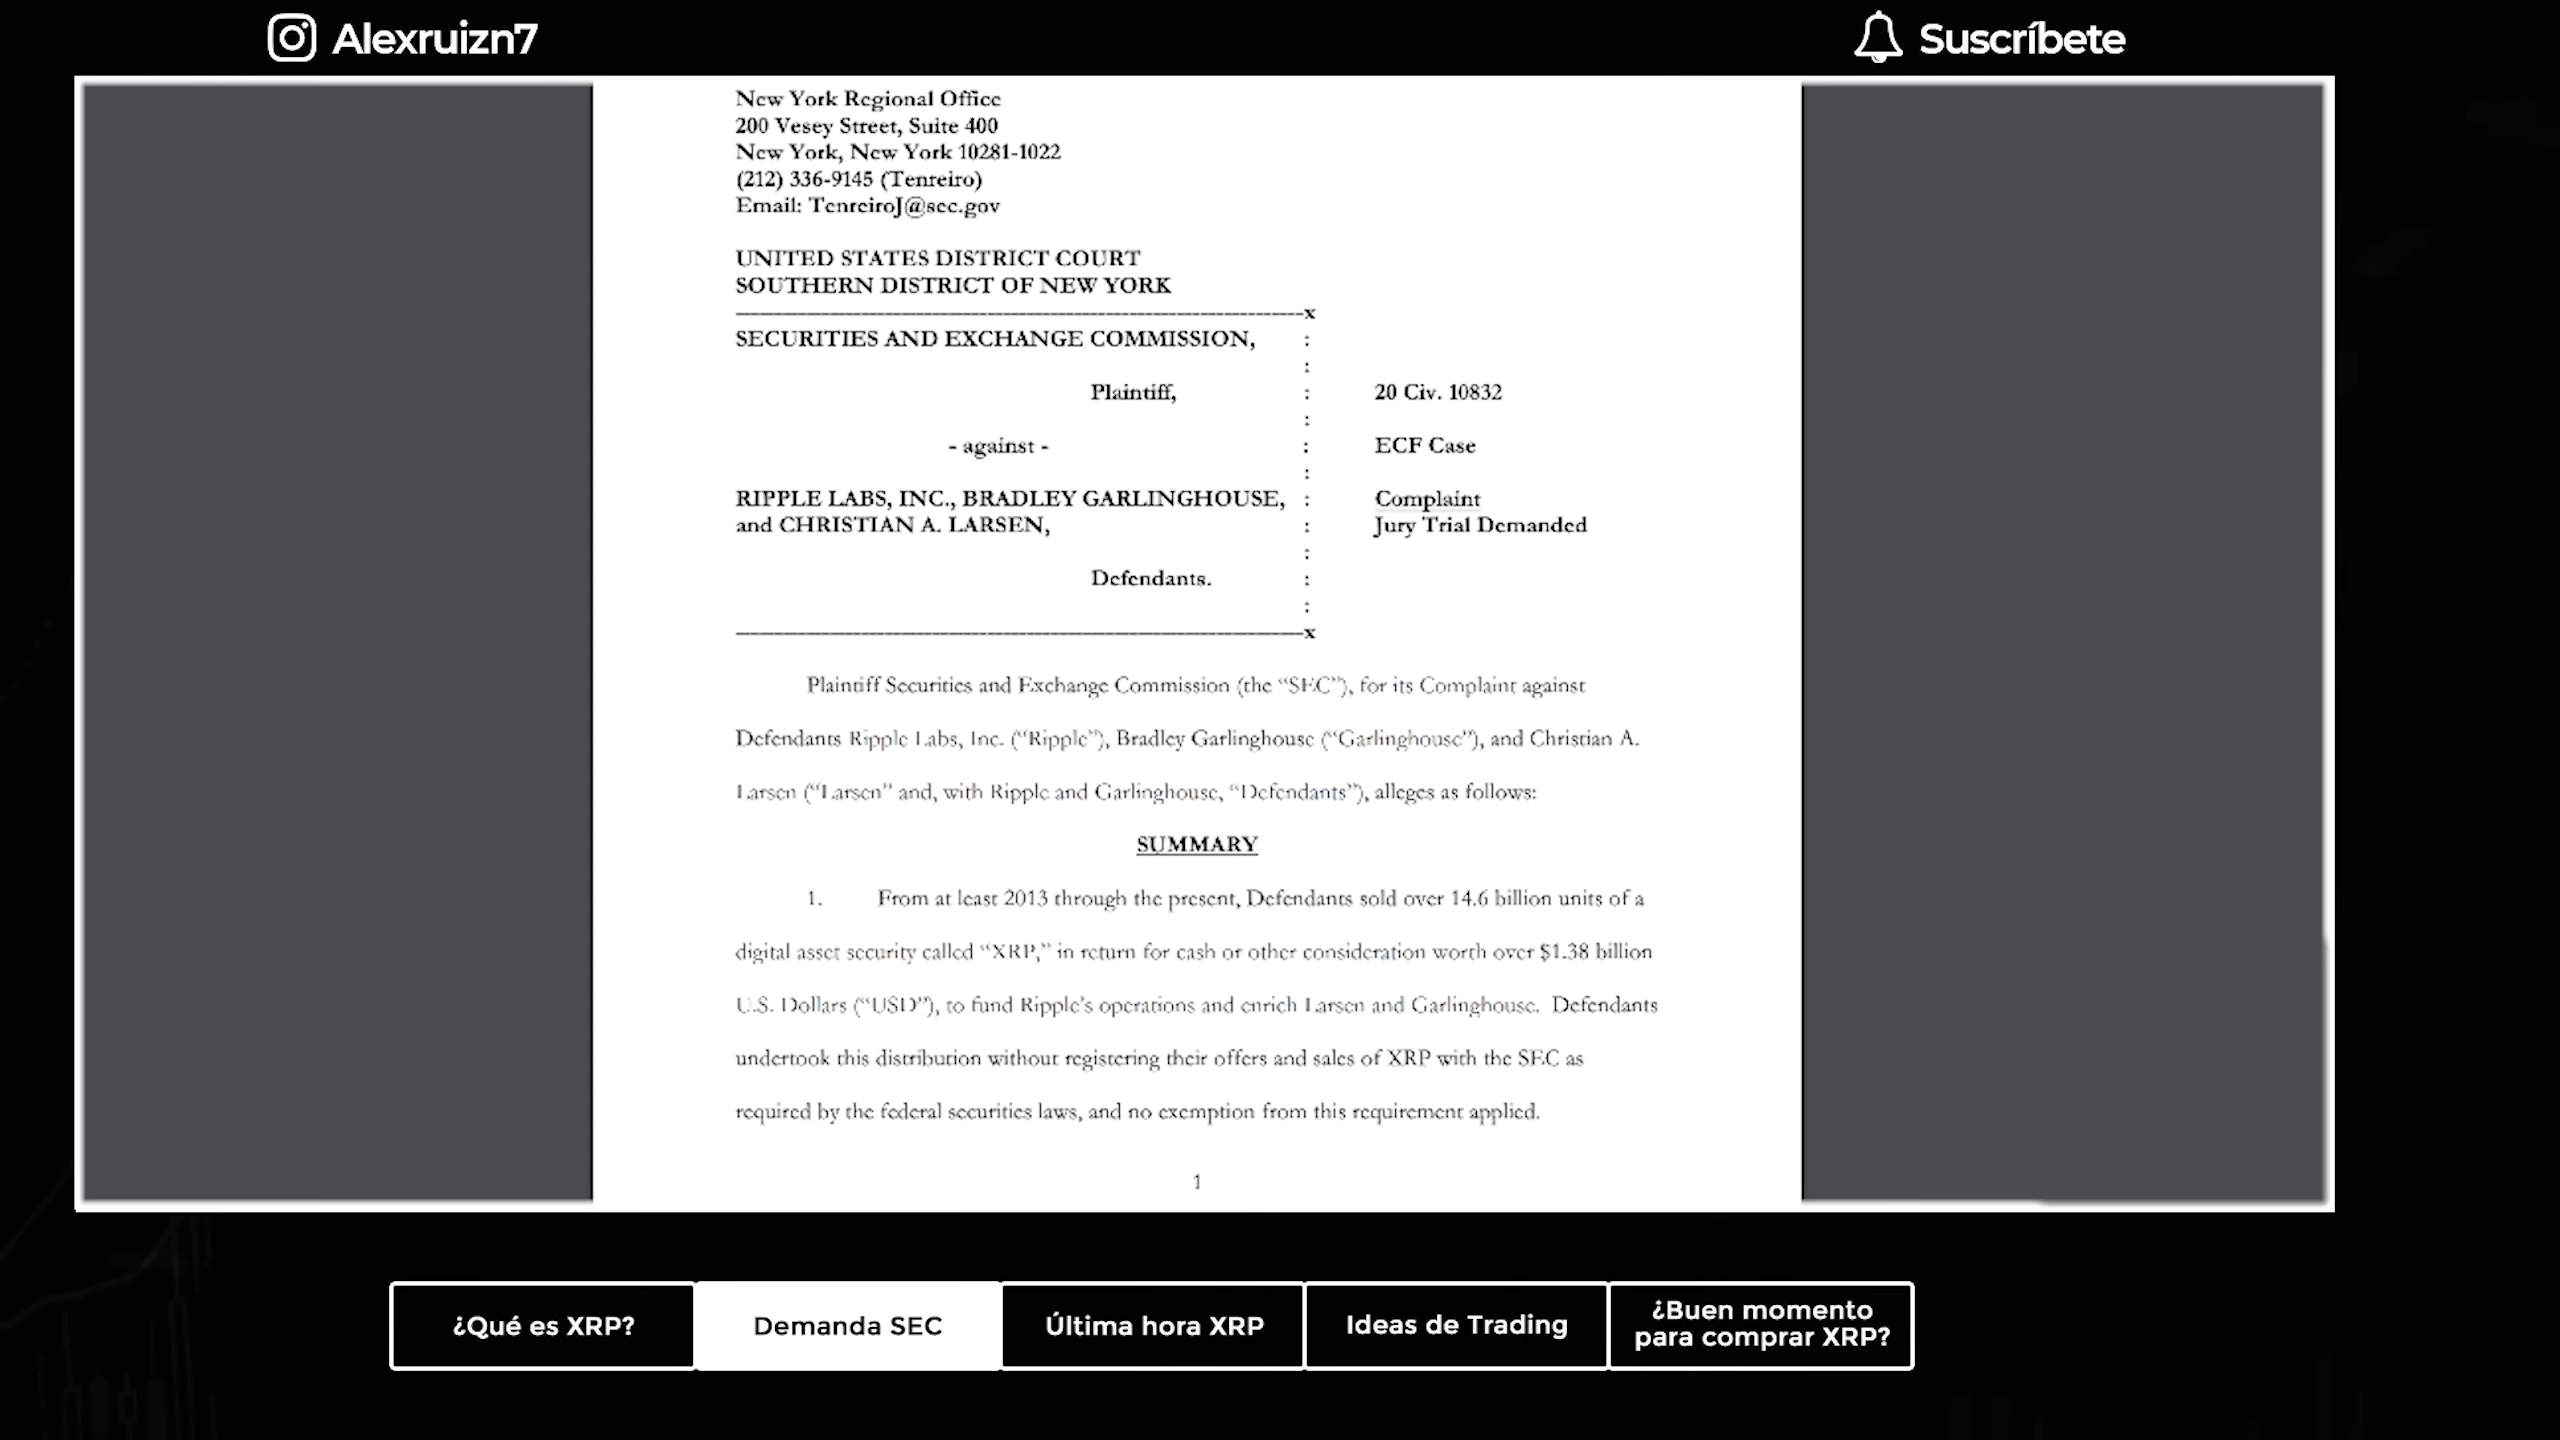 Alexruizn7
Suscríbete
New York Regional Office
200 Vesey Street, Suite 400
New York, New York 10281-1022
(212) 336-9145 (Tenreiro)
Email: TenreiroJ@sec.gov
UNITED STATES DISTRICT COURT
SOUTHERN DISTRICT OF NEW YORK
------------------------------------------------------------------------x
SECURITIES AND EXCHANGE COMMISSION, :
:
Plaintiff, : 20 Civ. 10832
:
- against - : ECF Case
:
RIPPLE LABS, INC., BRADLEY GARLINGHOUSE, : Complaint
and CHRISTIAN A. LARSEN, : Jury Trial Demanded
:
Defendants. :
:
------------------------------------------------------------------------x
Plaintiff Securities and Exchange Commission (the “SEC”), for its Complaint against
Defendants Ripple Labs, Inc. (“Ripple”), Bradley Garlinghouse (“Garlinghouse”), and Christian A.
Larsen (“Larsen” and, with Ripple and Garlinghouse, “Defendants”), alleges as follows:
SUMMARY
1. From at least 2013 through the present, Defendants sold over 14.6 billion units of a
digital asset security called “XRP,” in return for cash or other consideration worth over $1.38 billion
U.S. Dollars (“USD”), to fund Ripple’s operations and enrich Larsen and Garlinghouse. Defendants
undertook this distribution without registering their offers and sales of XRP with the SEC as
required by the federal securities laws, and no exemption from this requirement applied.
1
¿Qué es XRP?
Demanda SEC
Última hora XRP
Ideas de Trading
¿Buen momento
para comprar XRP?